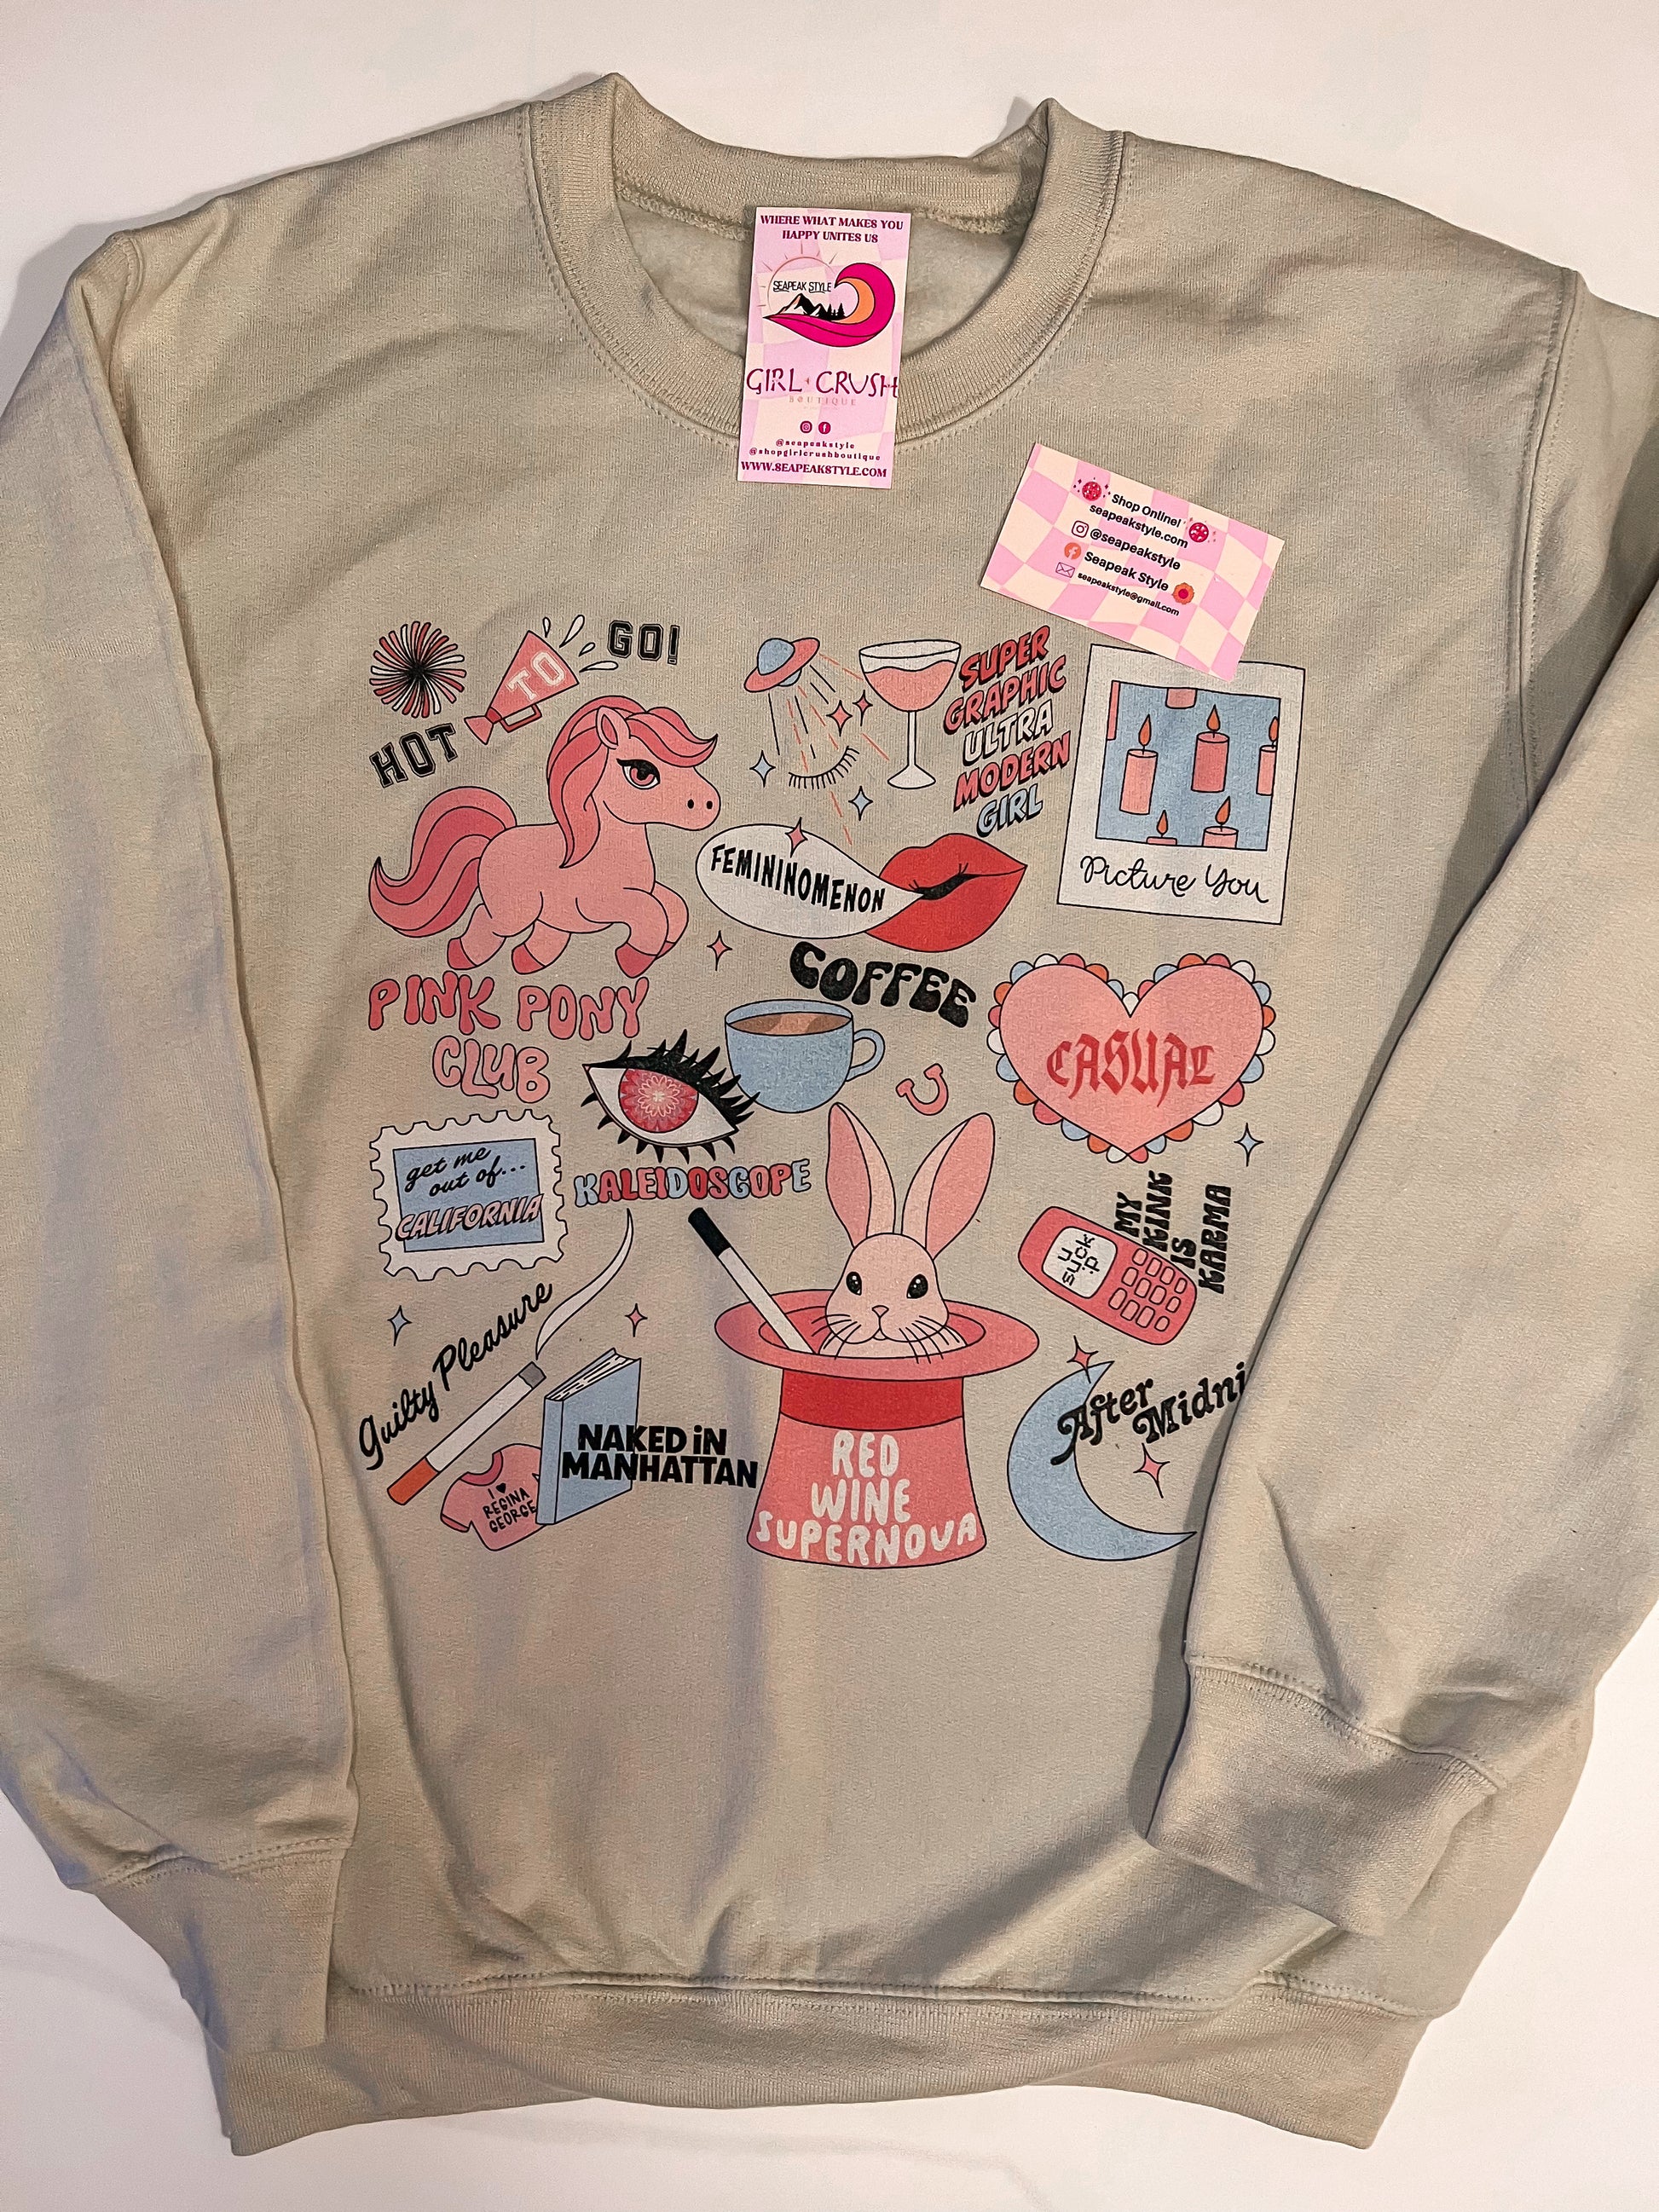 WHERE WHAT MAKES YOU
HAPPY UNITES US
SEAPEAK STYLE
GIRL CRUSH
BOUTIQUE
@seapeakstyle
@shopgirlcrushboutique
WWW.SEAPEAKSTYLE.COM
Shop Online!
seapeakstyle.com
@seapeakstyle
Seapeak Style
seapeakstyle@gmail.com
HOT
TO
GO!
SUPER
GRAPHIC
ULTRA
MODERN
GIRL
Picture You
FEMININOMENON
PINK PONY
CLUB
COFFEE
CASUAL
KALEIDOSCOPE
get me
out of...
CALIFORNIA
MY
KINK
IS
KARMA
Guilty Pleasure
I ♥
REGINA
GEORGE
NAKED iN
MANHATTAN
RED
WINE
SUPERNOVA
After
Midni